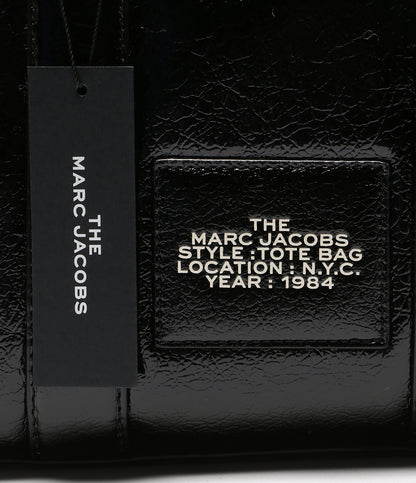 THE
MARC JACOBS
THE
MARC JACOBS
STYLE : TOTE BAG
LOCATION : N.Y.C.
YEAR : 1984